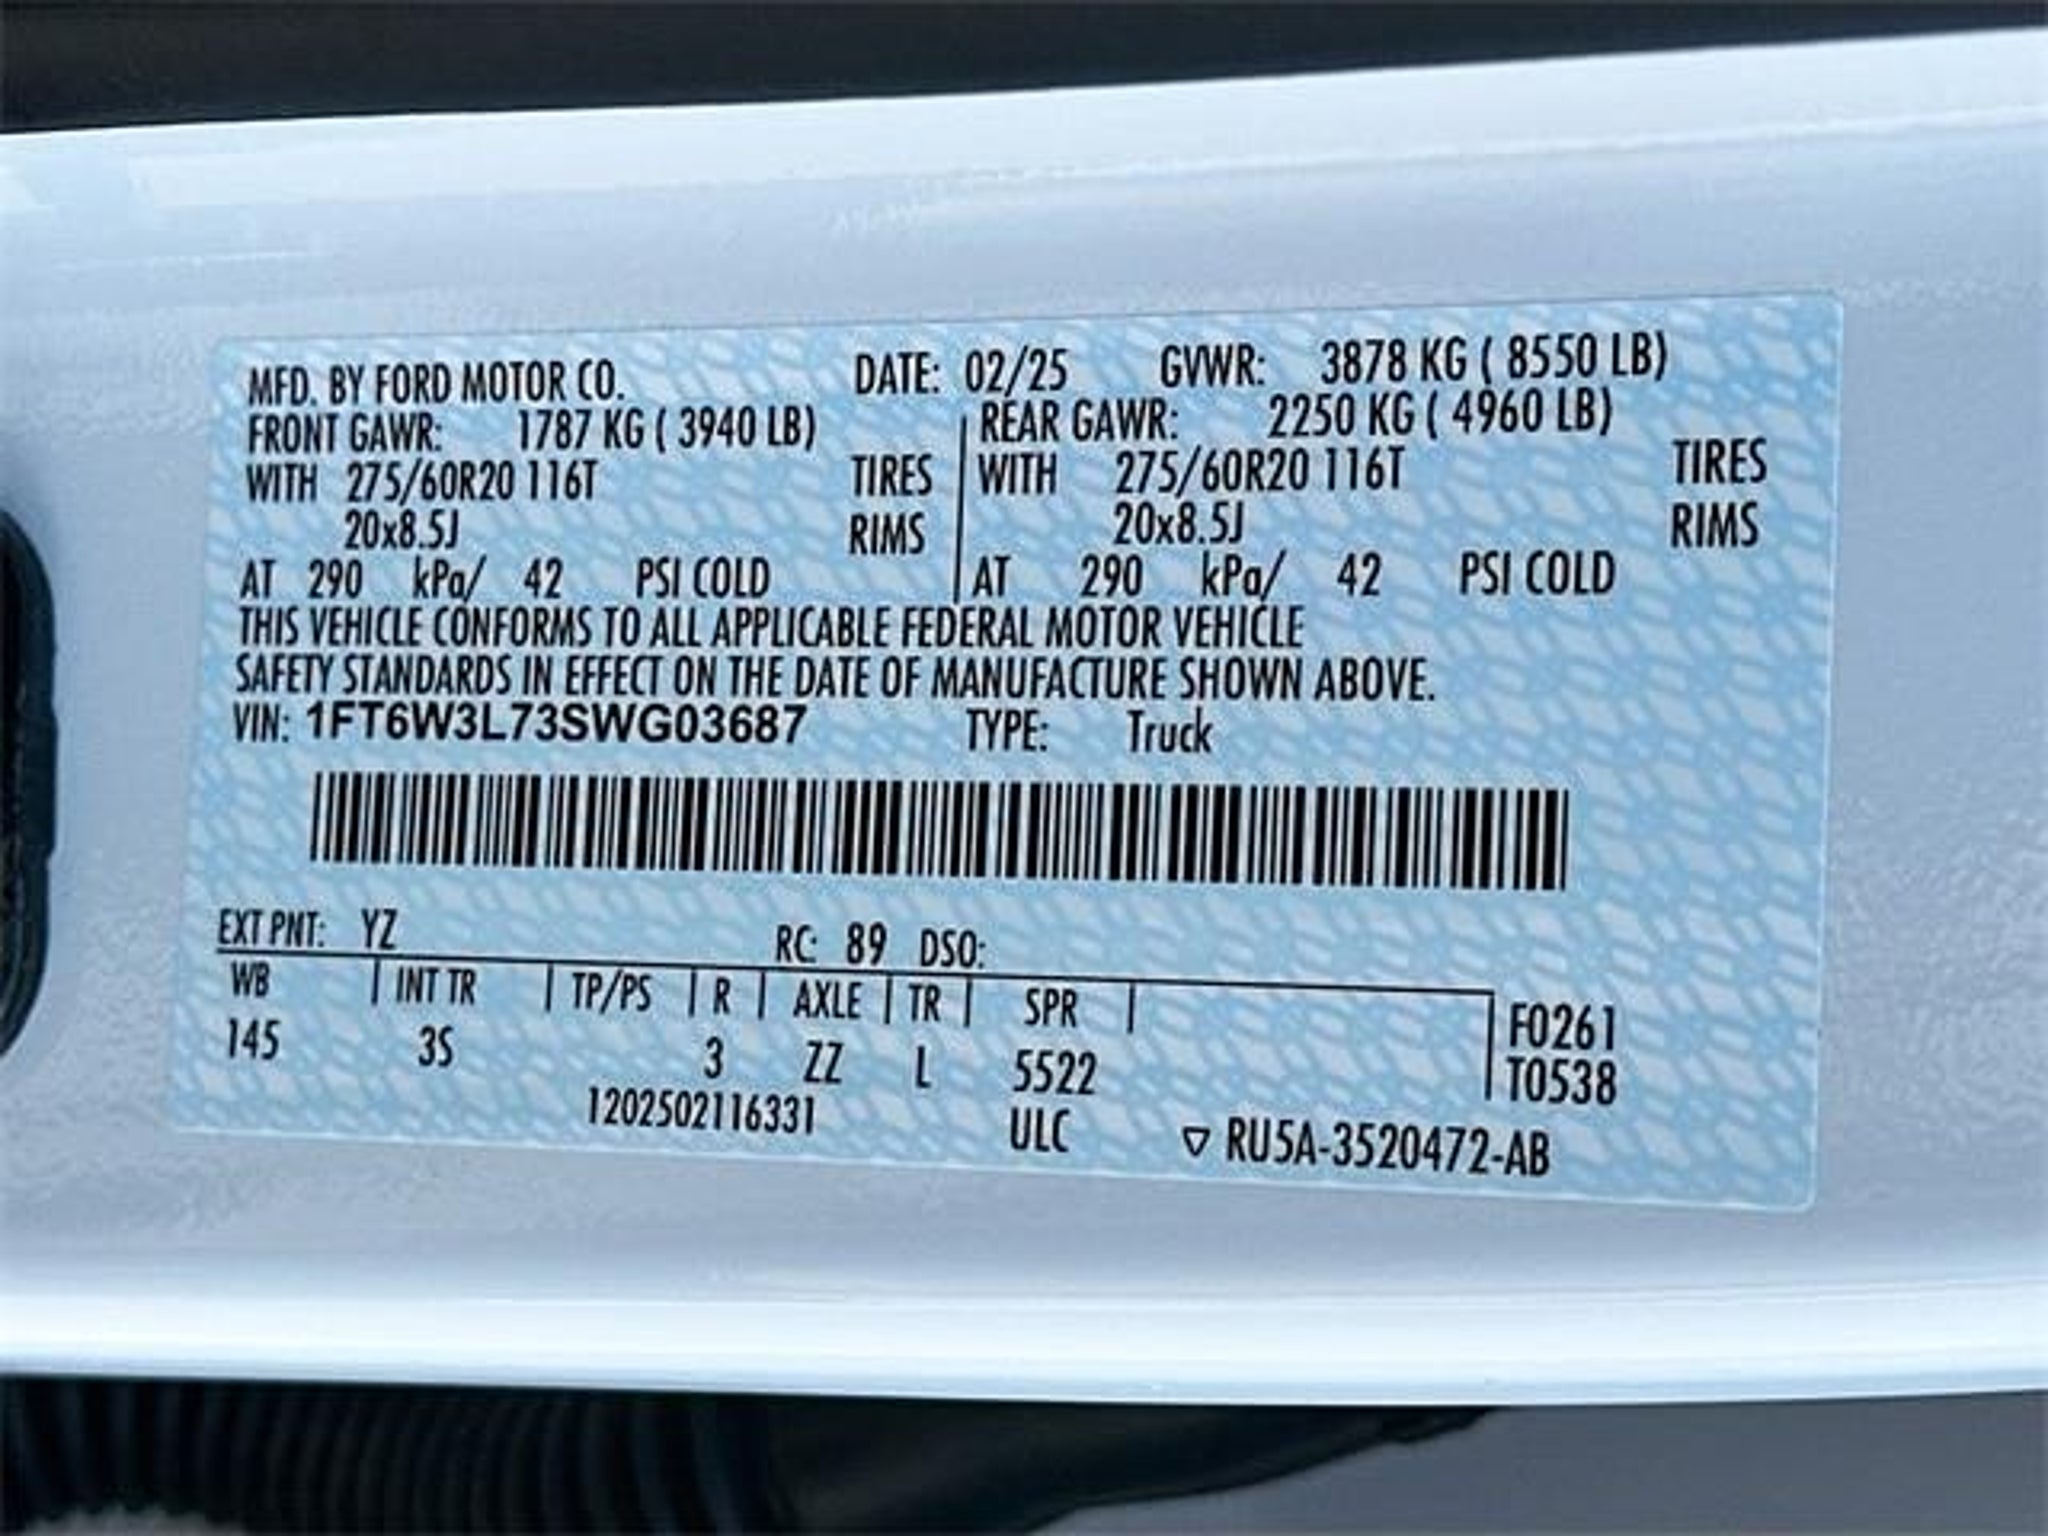 MFD. BY FORD MOTOR CO. DATE: 02/25 GVWR: 3878 KG ( 8550 LB)
FRONT GAWR: 1787 KG ( 3940 LB) REAR GAWR: 2250 KG ( 4960 LB)
WITH 275/60R20 116T TIRES WITH 275/60R20 116T TIRES
20x8.5J RIMS 20x8.5J RIMS
AT 290 kPa/ 42 PSI COLD AT 290 kPa/ 42 PSI COLD
THIS VEHICLE CONFORMS TO ALL APPLICABLE FEDERAL MOTOR VEHICLE
SAFETY STANDARDS IN EFFECT ON THE DATE OF MANUFACTURE SHOWN ABOVE.
VIN: 1FT6W3L73SWG03687 TYPE: Truck
EXT PNT: YZ RC: 89 DSO:
WB INT TR TP/PS R AXLE TR SPR F0261
145 3S 3 ZZ L 5522 T0538
1202502116331 ULC ▽ RU5A-3520472-AB